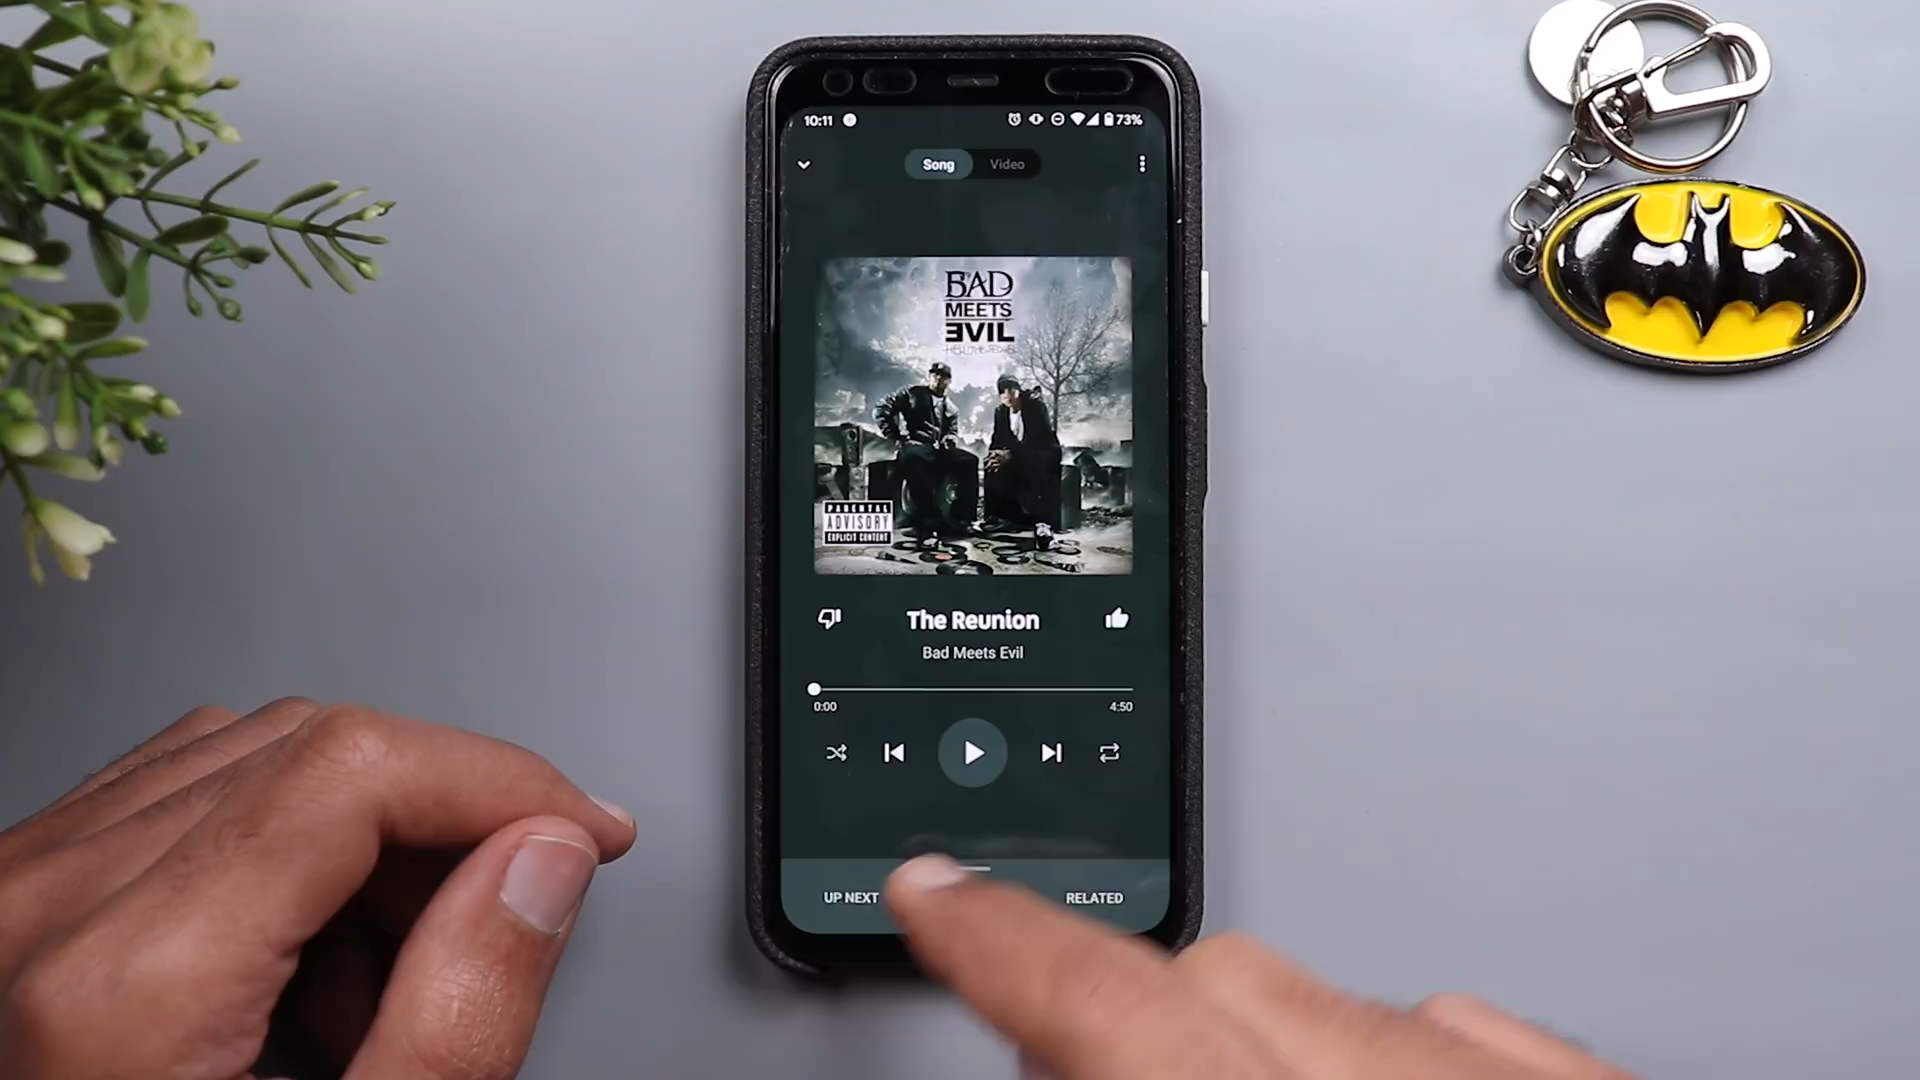 10:11
73%
Song
Video
BAD
MEETS
EVIL
PARENTAL
ADVISORY
EXPLICIT CONTENT
The Reunion
Bad Meets Evil
0:00
4:50
UP NEXT
RELATED